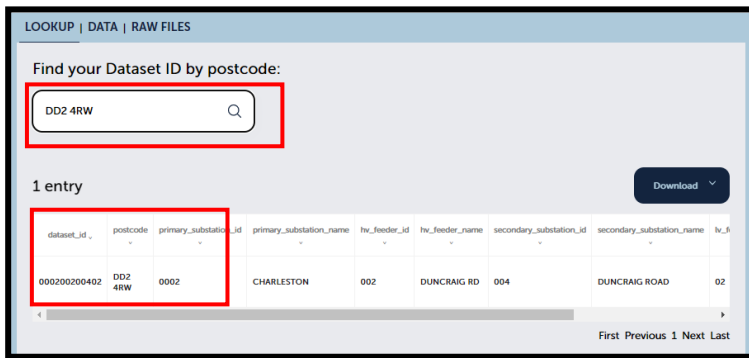 LOOKUP | DATA | RAW FILES
Find your Dataset ID by postcode:
DD2 4RW
1 entry
Download
dataset_id postcode primary_substation_id primary_substation_name hv_feeder_id hv_feeder_name secondary_substation_id secondary_substation_name
000200200402 DD2 4RW 0002 CHARLESTON 002 DUNCRAIG RD 004 DUNCRAIG ROAD 02
First Previous 1 Next Last